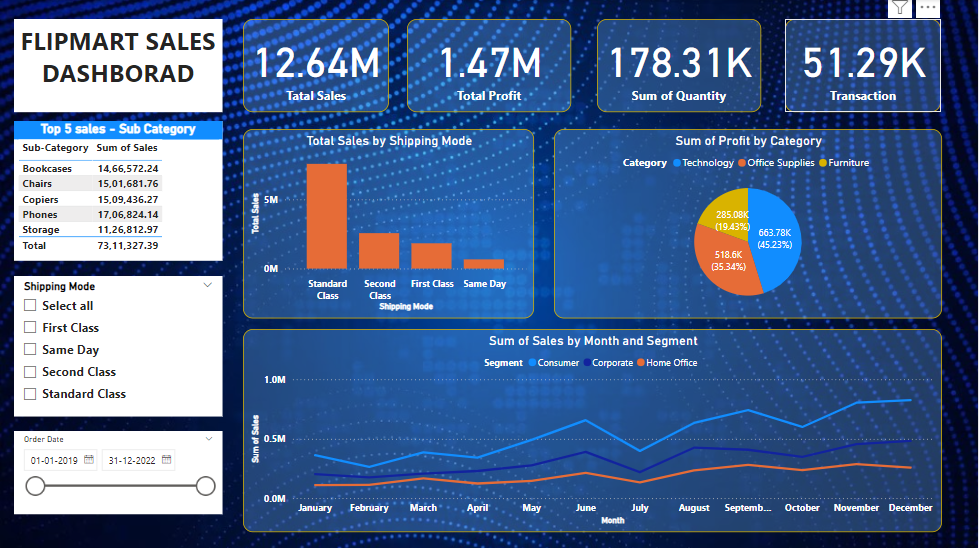 FLIPMART SALES
DASHBORAD
12.64M
Tatal Sales
1.47M
Total Profit
178.31K
Sum of Quantity
51.29K
Transaction
Top 5 sales - Sub Category
Sub-Category Sum of Sales
Bookcases 14,66,572.24
Chairs 15,01,681.76
Copiers 15,09,436.27
Phones 17,06,824.14
Storage 11,26,812.97
Total 73,11,327.39
Shipping Mode
Select all
First Class
Same Day
Second Class
Standard Class
Order Date
01-01-2019 31-12-2022
Total Sales by Shipping Mode
Total Sales
5M
0M
Standard Class
Second Class
First Class
Same Day
Shipping Mode
Sum of Profit by Category
Category Technology Office Supplies Furniture
285.08K
(19.43%)
663.78K
(45.23%)
518.6K
(35.34%)
Sum of Sales by Month and Segment
Segment Consumer Corporate Home Office
Sum of Sales
1.0M
0.5M
0.0M
January February March April May June July August Septemb... October November December
Month